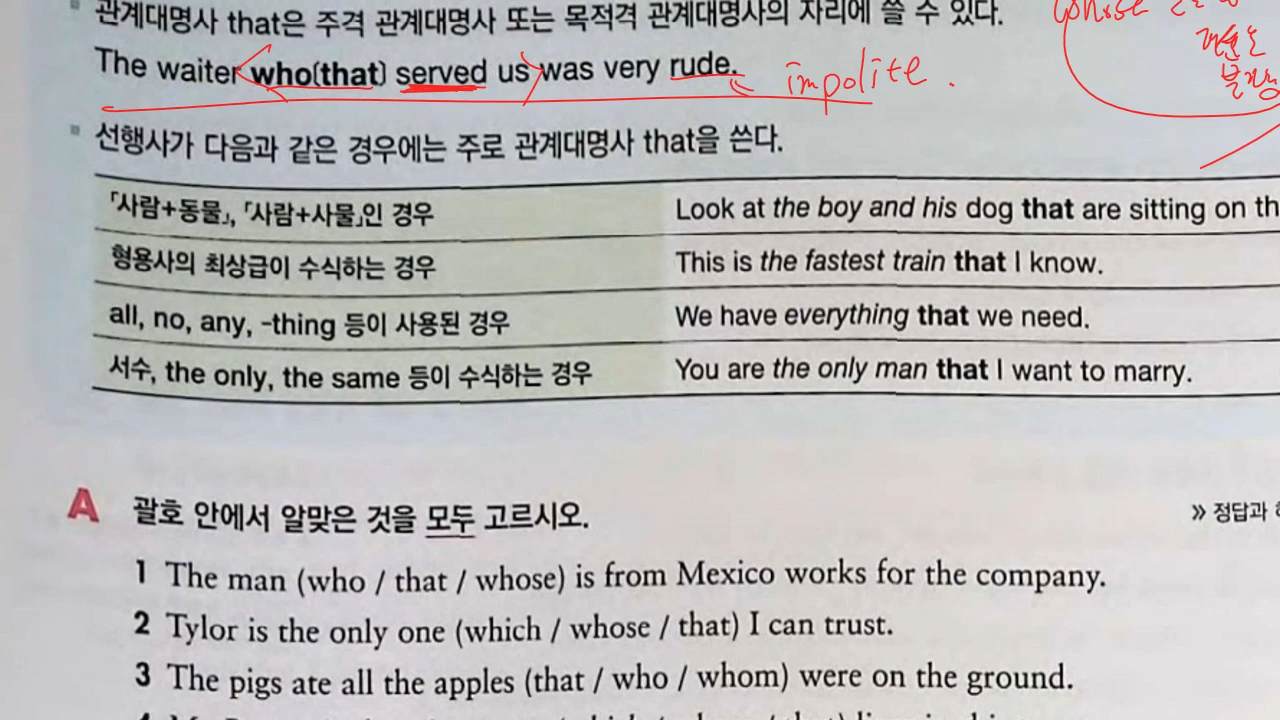 관계대명사 that은 주격 관계대명사 또는 목적격 관계대명사의 자리에 쓸 수 있다.
whose
The waiter who(that) served us was very rude. impolite.
선행사가 다음과 같은 경우에는 주로 관계대명사 that을 쓴다.
「사람+동물」, 「사람+사물」인 경우 Look at the boy and his dog that are sitting on th
형용사의 최상급이 수식하는 경우 This is the fastest train that I know.
all, no, any, -thing 등이 사용된 경우 We have everything that we need.
서수, the only, the same 등이 수식하는 경우 You are the only man that I want to marry.
A 괄호 안에서 알맞은 것을 모두 고르시오. » 정답과
1 The man (who / that / whose) is from Mexico works for the company.
2 Tylor is the only one (which / whose / that) I can trust.
3 The pigs ate all the apples (that / who / whom) were on the ground.